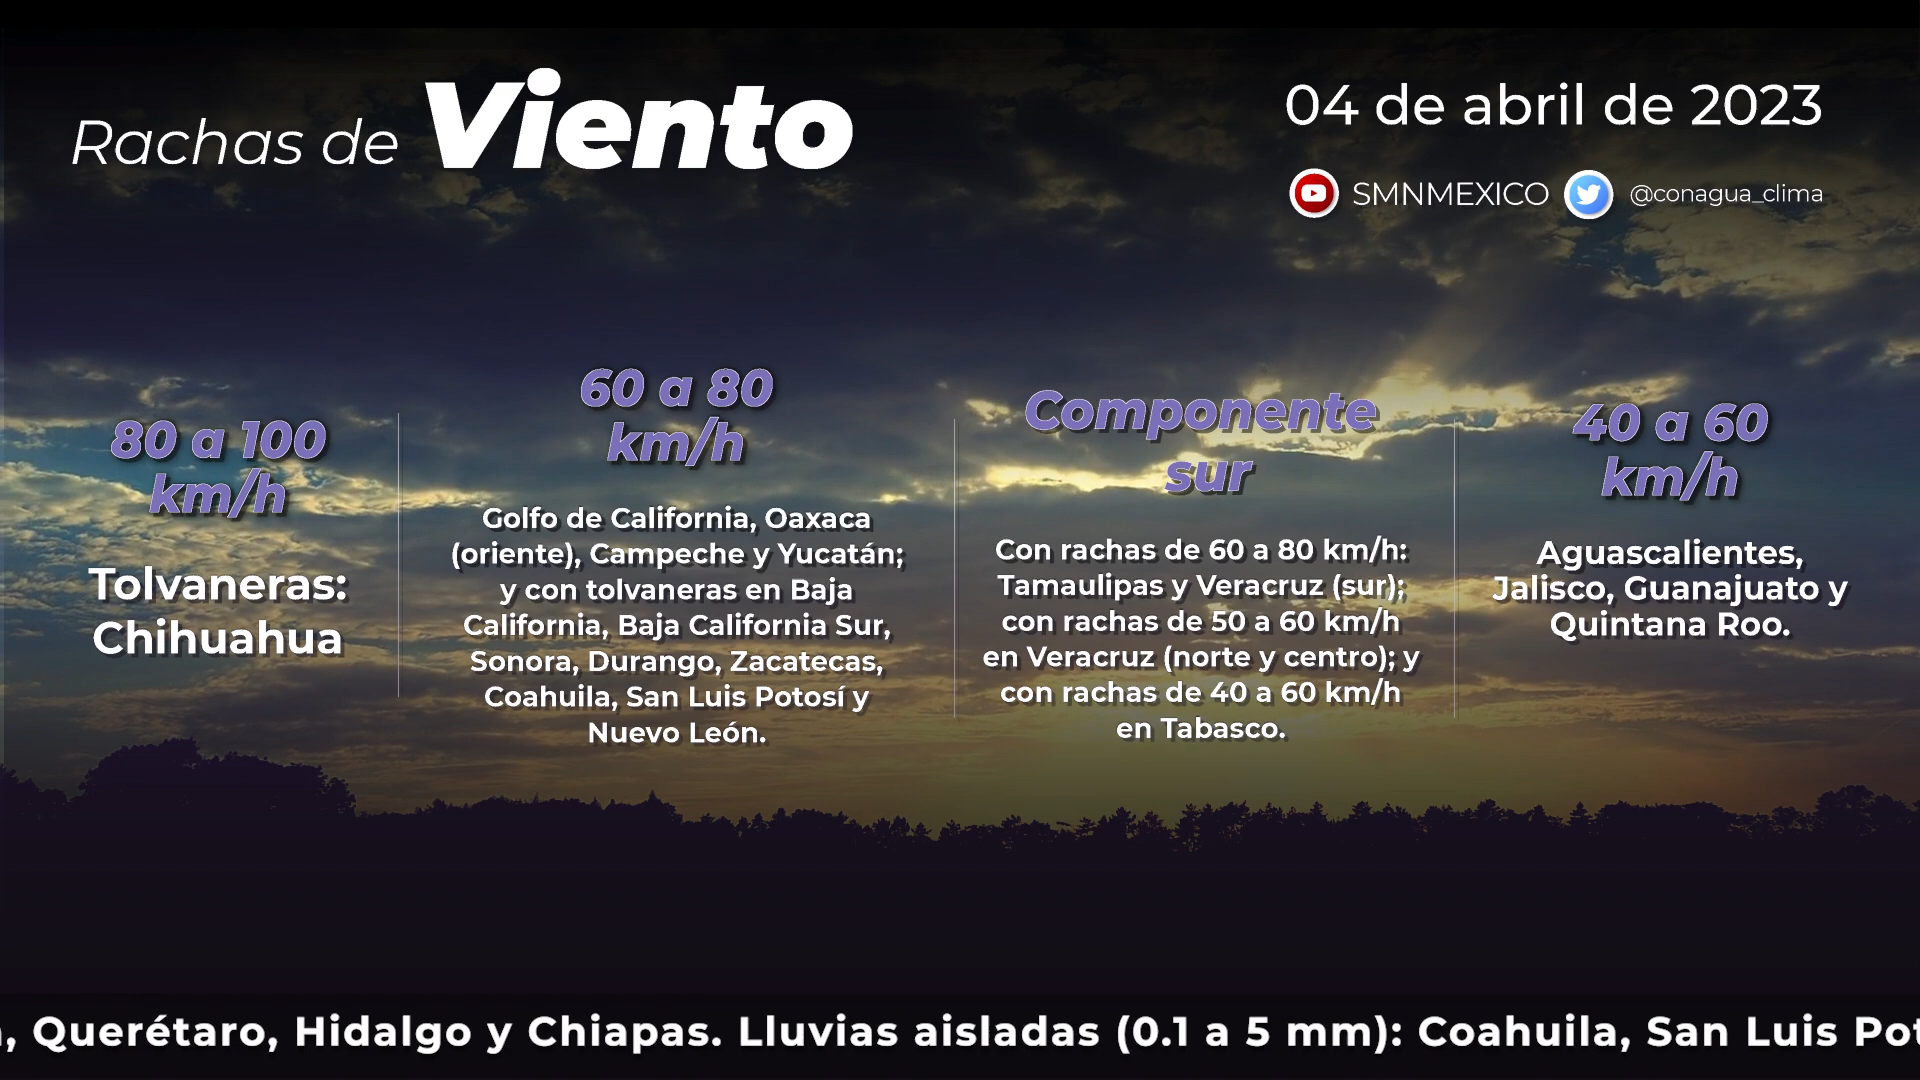 Rachas de Viento
04 de abril de 2023
SMNMEXICO @conagua_clima
80 a 100
km/h
Tolvaneras:
Chihuahua
60 a 80
km/h
Golfo de California, Oaxaca
(oriente), Campeche y Yucatán;
y con tolvaneras en Baja
California, Baja California Sur,
Sonora, Durango, Zacatecas,
Coahuila, San Luis Potosí y
Nuevo León.
Componente
sur
Con rachas de 60 a 80 km/h:
Tamaulipas y Veracruz (sur);
con rachas de 50 a 60 km/h
en Veracruz (norte y centro); y
con rachas de 40 a 60 km/h
en Tabasco.
40 a 60
km/h
Aguascalientes,
Jalisco, Guanajuato y
Quintana Roo.
, Querétaro, Hidalgo y Chiapas. Lluvias aisladas (0.1 a 5 mm): Coahuila, San Luis Pot